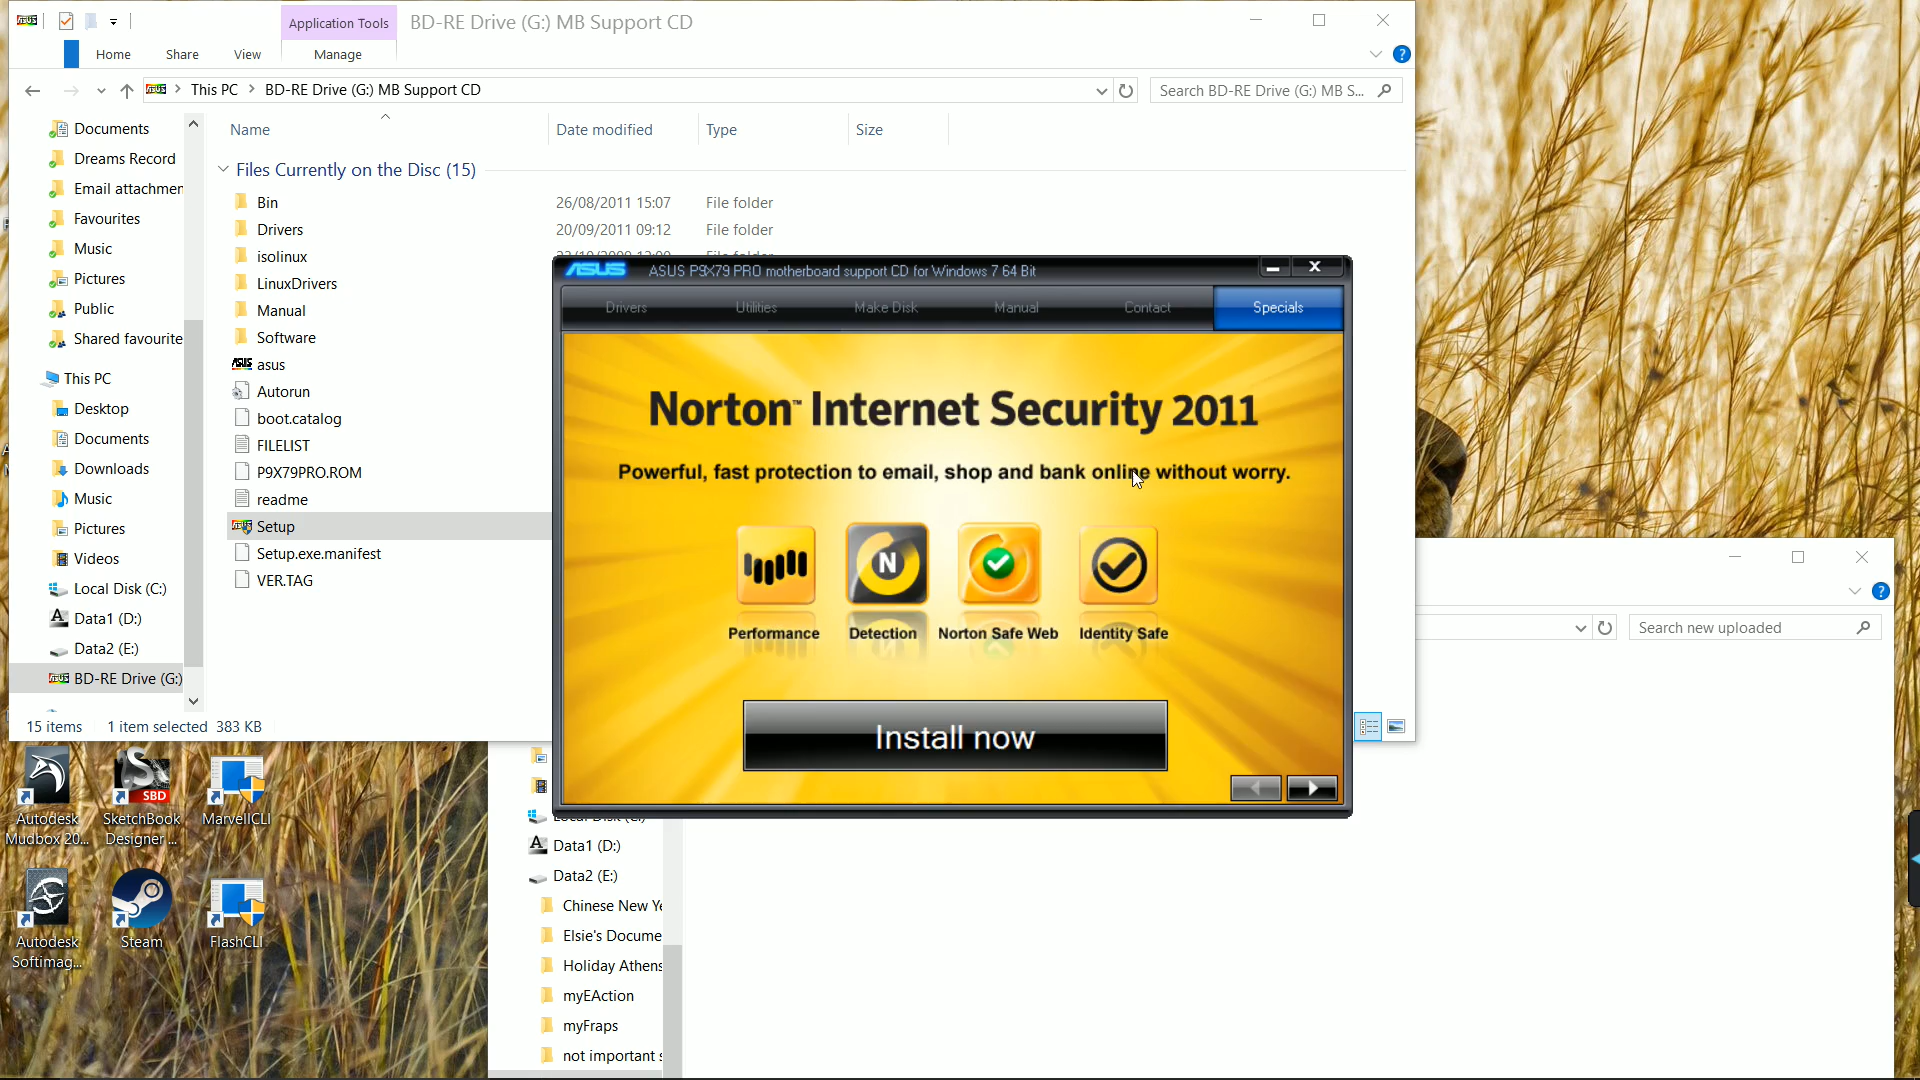 Application Tools
BD-RE Drive (G:) MB Support CD
Home
Share
View
Manage
This PC
BD-RE Drive (G:) MB Support CD
Search BD-RE Drive (G:) MB S...
Documents
Dreams Record
Email attachmen
Favourites
Music
Pictures
Public
Shared favourite
This PC
Desktop
Documents
Downloads
Music
Pictures
Videos
Local Disk (C:)
Data1 (D:)
Data2 (E:)
BD-RE Drive (G:)
Name
Date modified
Type
Size
Files Currently on the Disc (15)
Bin 26/08/2011 15:07 File folder
Drivers 20/09/2011 09:12 File folder
isolinux
LinuxDrivers
Manual
Software
asus
Autorun
boot.catalog
FILELIST
P9X79PRO.ROM
readme
Setup
Setup.exe.manifest
VER.TAG
15 items
1 item selected 383 KB
ASUS
ASUS P9X79 PRO motherboard support CD for Windows 7 64 Bit
Drivers
Utilities
Make Disk
Manual
Contact
Specials
Norton™ Internet Security 2011
Powerful, fast protection to email, shop and bank online without worry.
N
Performance
Detection
Norton Safe Web
Identity Safe
Install now
Search new uploaded
Local Disk (C:)
Data1 (D:)
Data2 (E:)
Chinese New Ye
Elsie's Docume
Holiday Athens
myEAction
myFraps
not important s
Autodesk
Mudbox 20...
SBD
SketchBook
Designer ...
MarvellCLI
Autodesk
Softimag...
Steam
FlashCLI